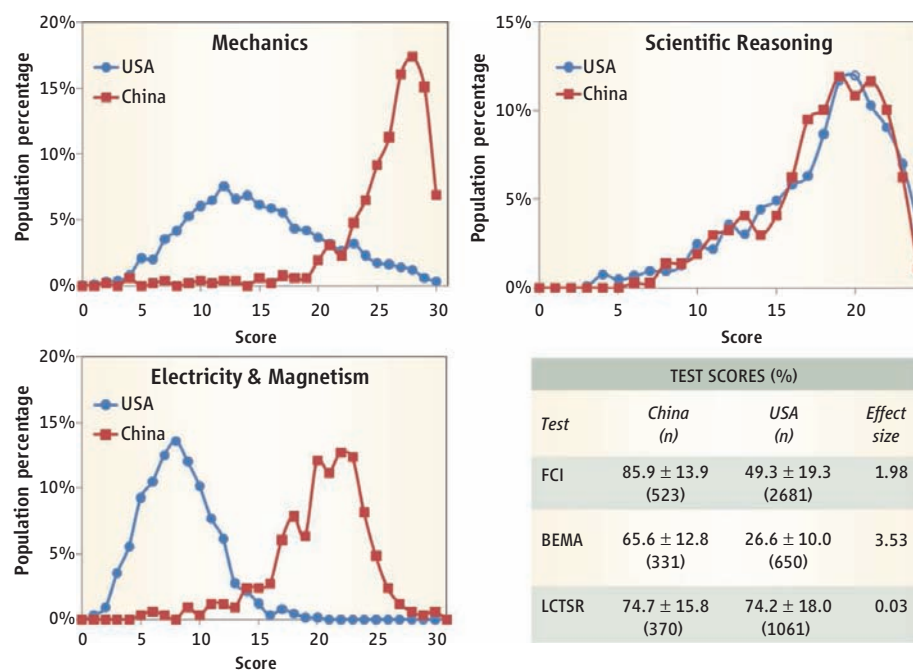 Mechanics
USA
China
Population percentage
20%
15%
10%
5%
0%
0 5 10 15 20 25 30
Score
Scientific Reasoning
USA
China
Population percentage
15%
10%
5%
0%
0 5 10 15 20
Score
Electricity & Magnetism
USA
China
Population percentage
20%
15%
10%
5%
0%
0 5 10 15 20 25 30
Score
TEST SCORES (%)
Test China (n) USA (n) Effect size
FCI 85.9 ± 13.9 49.3 ± 19.3 1.98
(523) (2681)
BEMA 65.6 ± 12.8 26.6 ± 10.0 3.53
(331) (650)
LCTSR 74.7 ± 15.8 74.2 ± 18.0 0.03
(370) (1061)